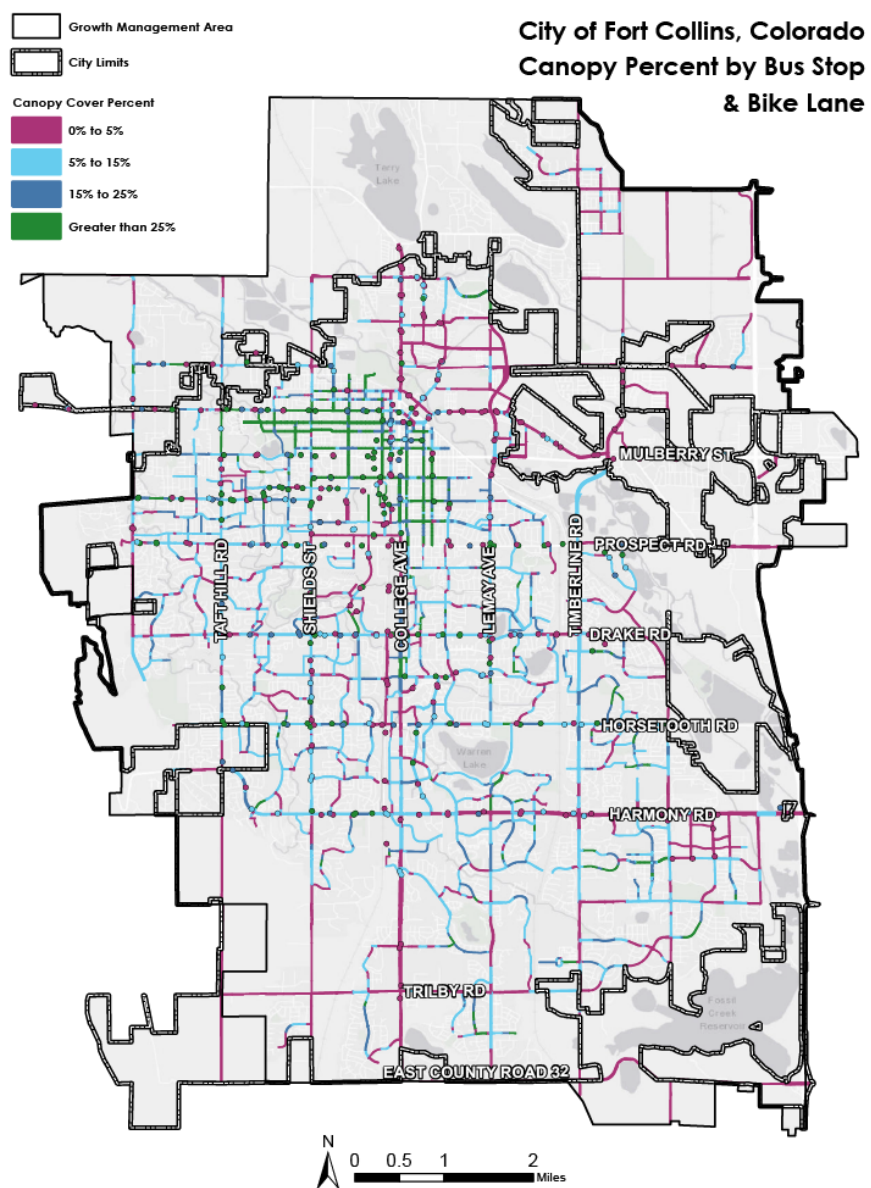 Growth Management Area
City Limits
Canopy Cover Percent
0% to 5%
5% to 15%
15% to 25%
Greater than 25%
City of Fort Collins, Colorado
Canopy Percent by Bus Stop
& Bike Lane
Terry
Lake
MULBERRY ST
PROSPECT RD
TAFT HILL RD
SHIELDS ST
COLLEGE AVE
LEMAY AVE
TIMBERLINE RD
DRAKE RD
HORSETOOTH RD
Warren
Lake
HARMONY RD
TRILBY RD
Fossil
Creek
Reservoir
EAST COUNTY ROAD 32
N
0 0.5 1 2
Miles